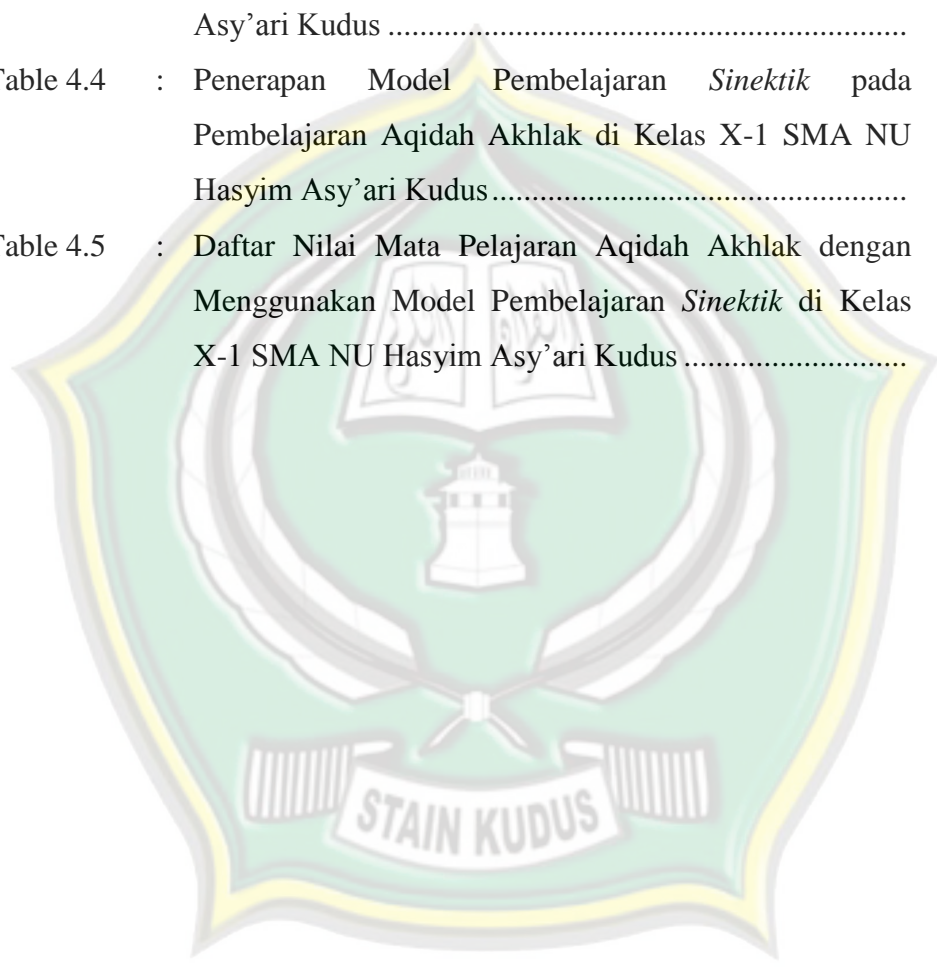 Asy’ari Kudus .................................................................
Table 4.4 : Penerapan Model Pembelajaran Sinektik pada
Pembelajaran Aqidah Akhlak di Kelas X-1 SMA NU
Hasyim Asy’ari Kudus....................................................
Table 4.5 : Daftar Nilai Mata Pelajaran Aqidah Akhlak dengan
Menggunakan Model Pembelajaran Sinektik di Kelas
X-1 SMA NU Hasyim Asy’ari Kudus ............................
STAIN KUDUS